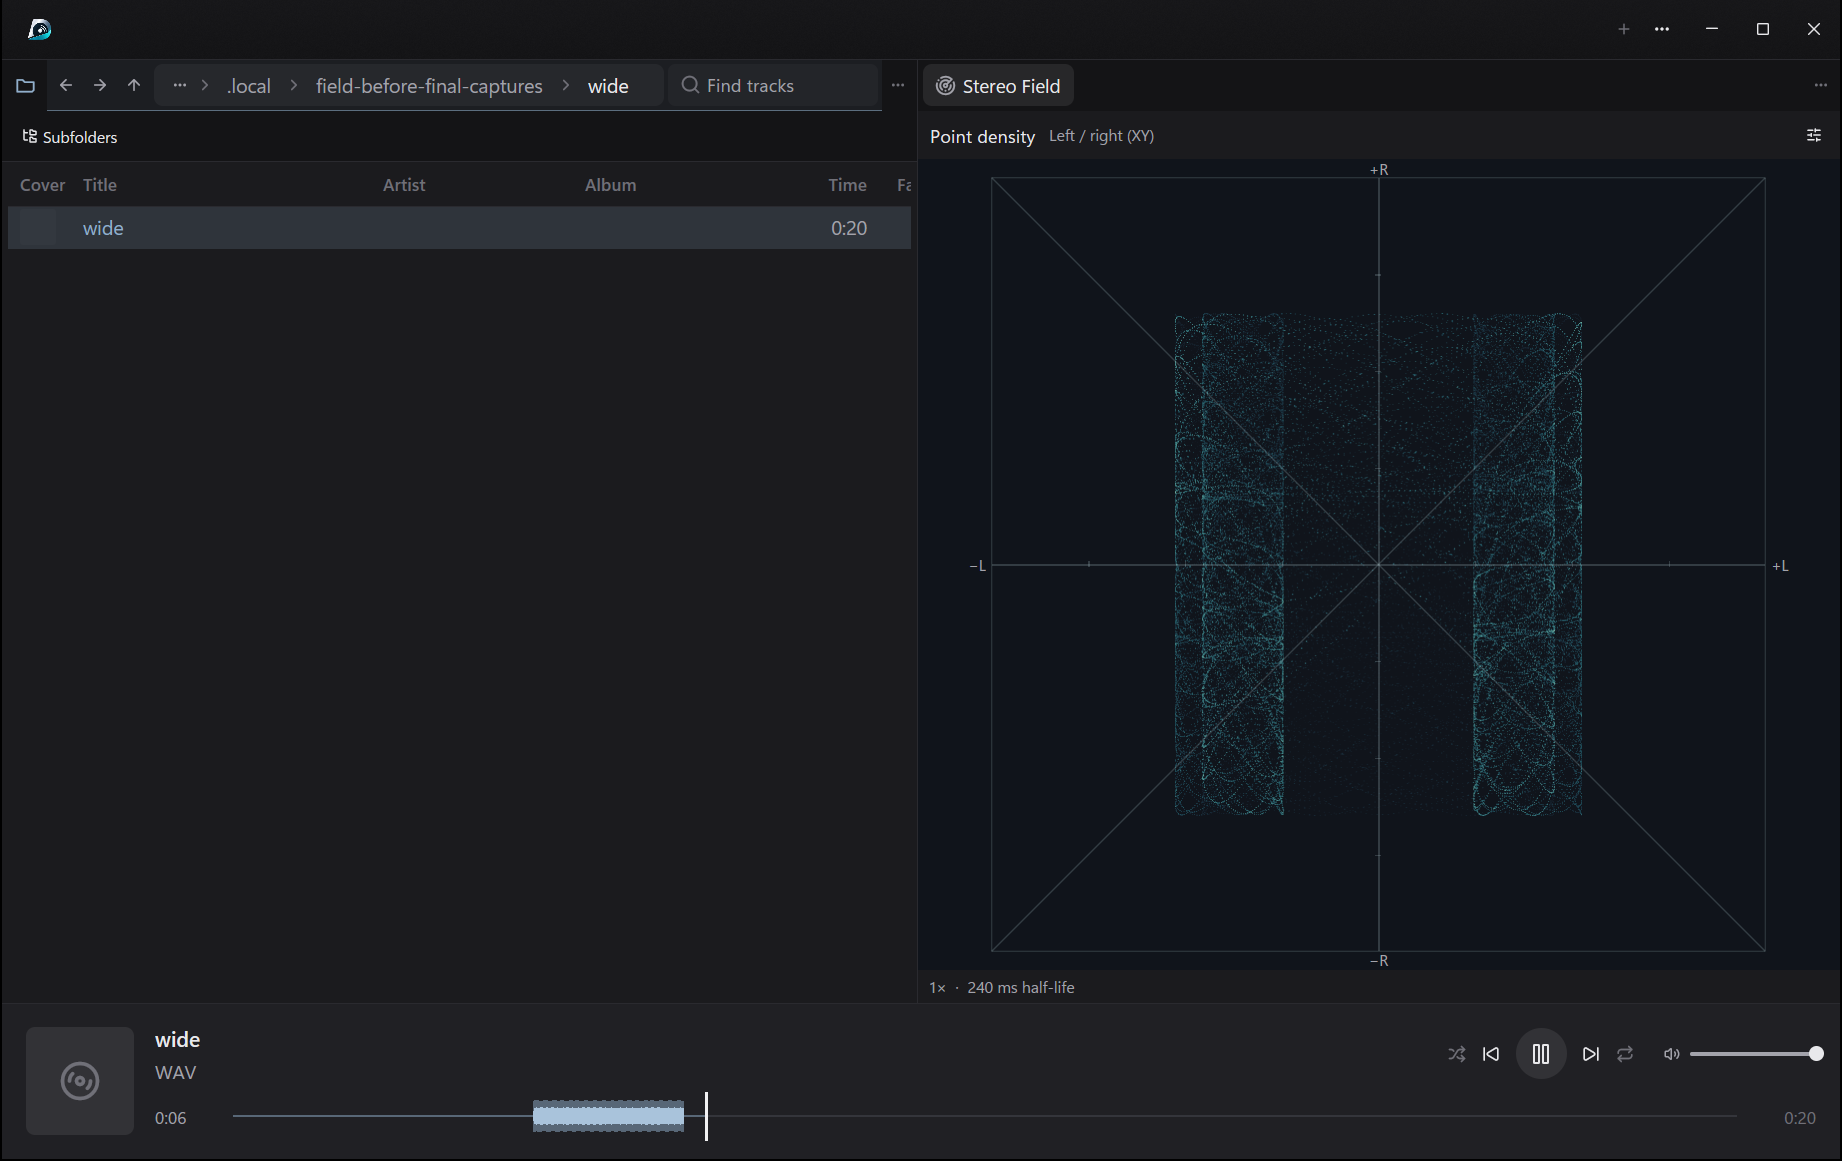 ... > .local > field-before-final-captures > wide
Find tracks
...
Stereo Field
Subfolders
Point density Left / right (XY)
Cover Title Artist Album Time
wide 0:20
+R
−L
+L
−R
1× · 240 ms half-life
wide
WAV
0:06
0:20